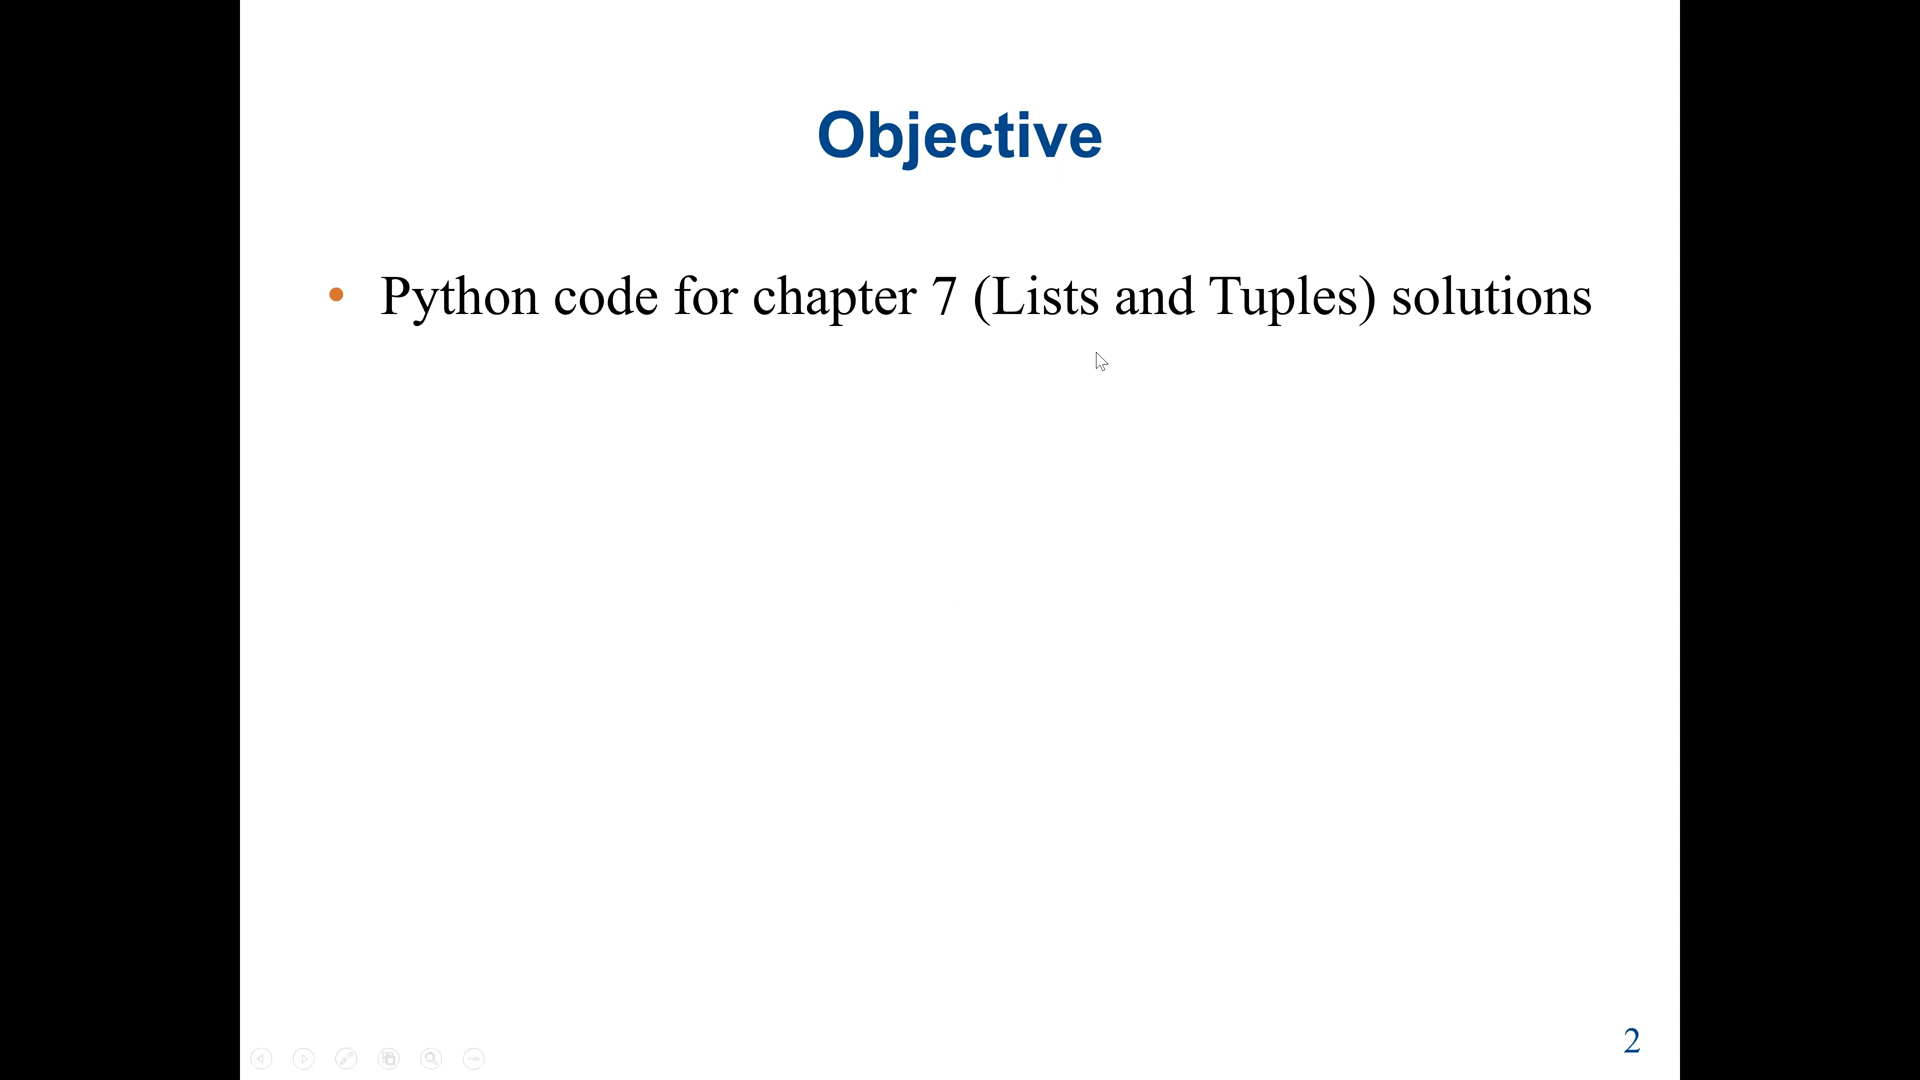 Objective
• Python code for chapter 7 (Lists and Tuples) solutions
2